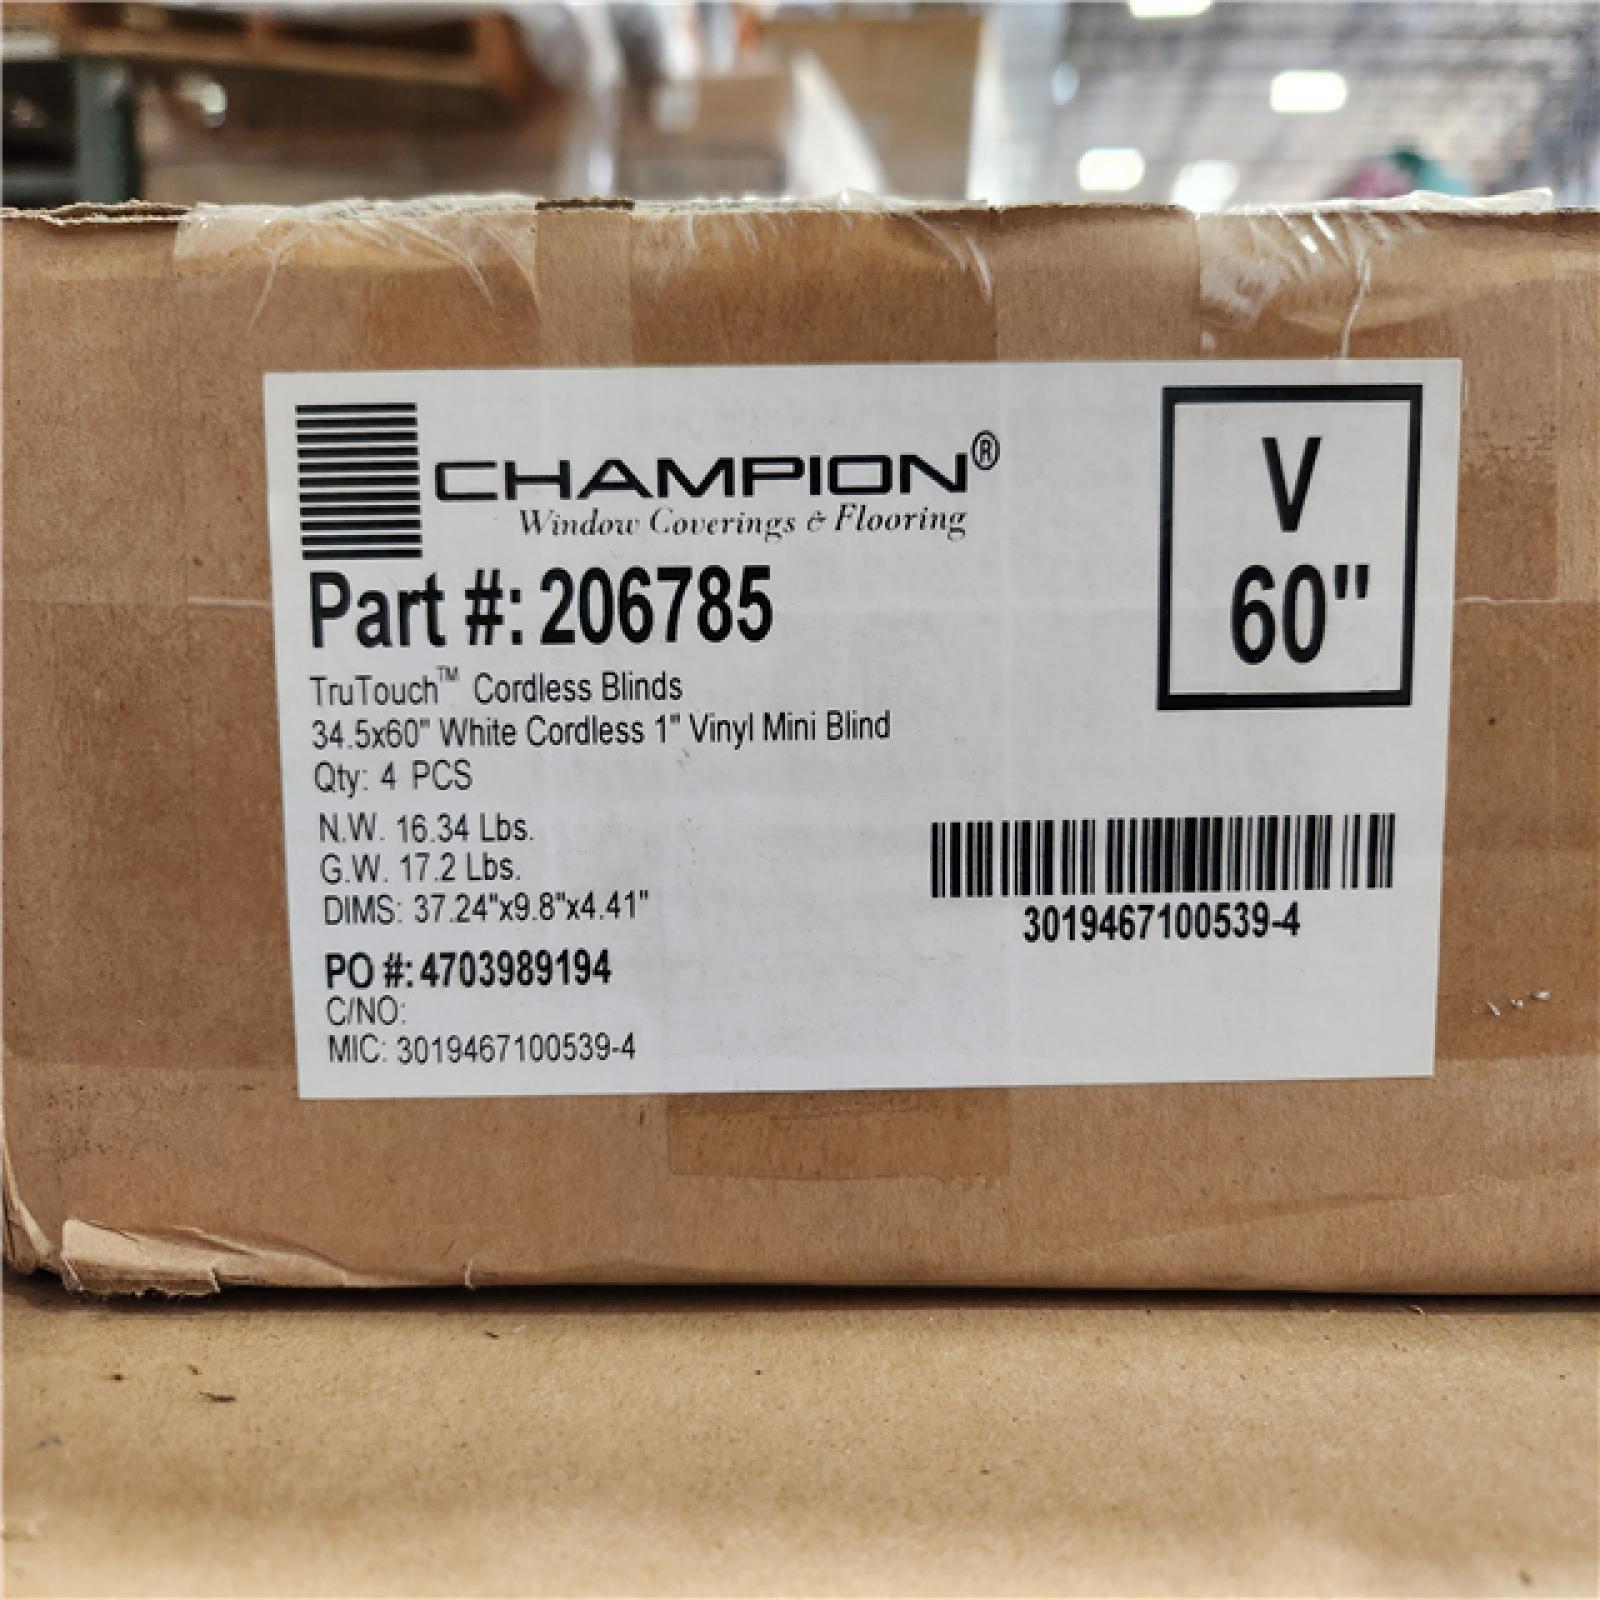 CHAMPION®
Window Coverings & Flooring
V
60"
Part #: 206785
TruTouch™ Cordless Blinds
34.5x60" White Cordless 1" Vinyl Mini Blind
Qty: 4 PCS
N.W. 16.34 Lbs.
G.W. 17.2 Lbs.
DIMS: 37.24"x9.8"x4.41"
3019467100539-4
PO #: 4703989194
C/NO:
MIC: 3019467100539-4